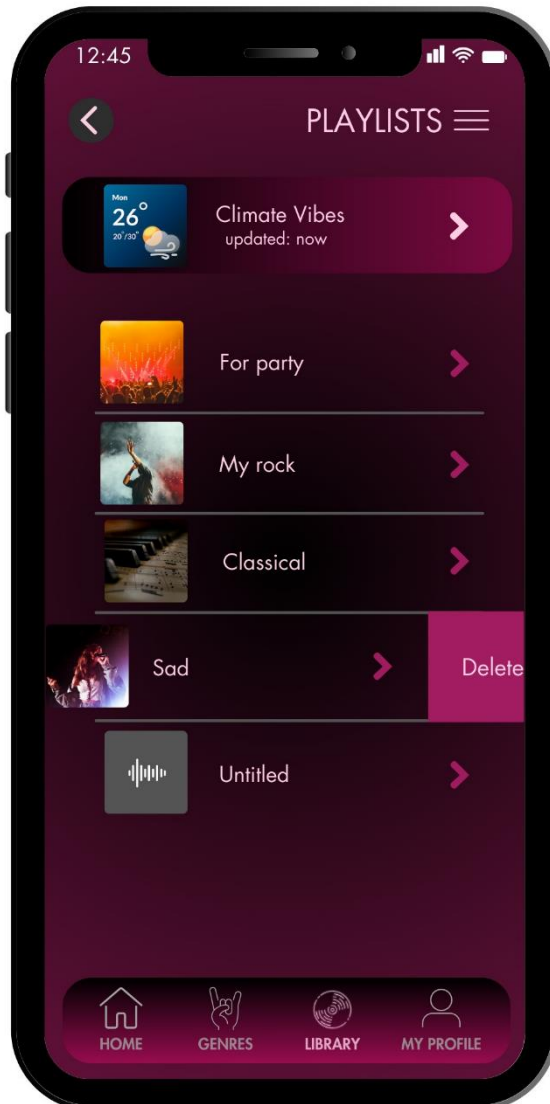 12:45
PLAYLISTS
Mon
26°
20°/30°
Climate Vibes
updated: now
For party
My rock
Classical
Sad
Delete
Untitled
HOME
GENRES
LIBRARY
MY PROFILE